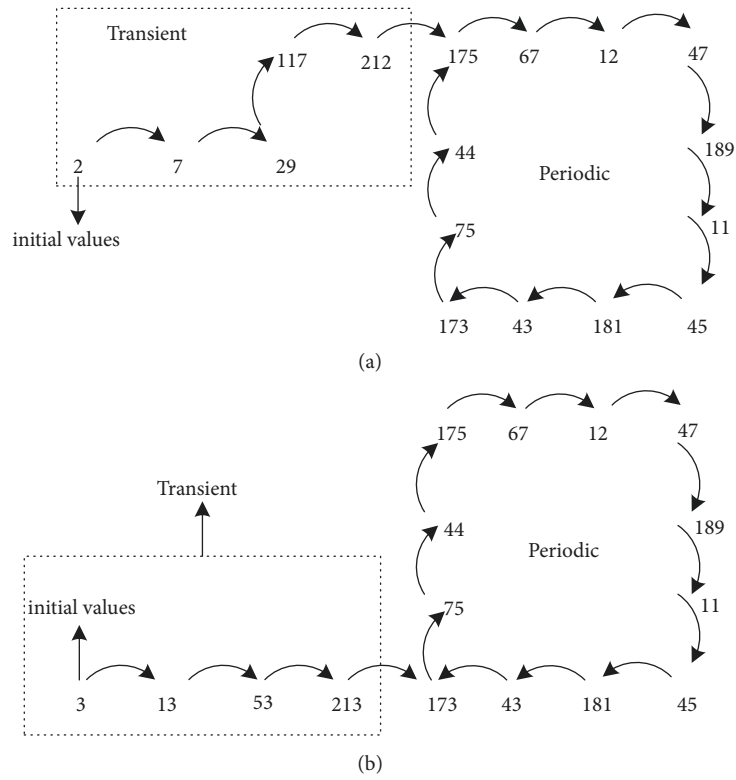 Transient
117 212 175 67 12 47
2 7 29 44 189
Periodic
initial values
75 11
173 43 181 45
(a)
175 67 12 47
Transient
44 189
Periodic
initial values
75 11
3 13 53 213 173 43 181 45
(b)